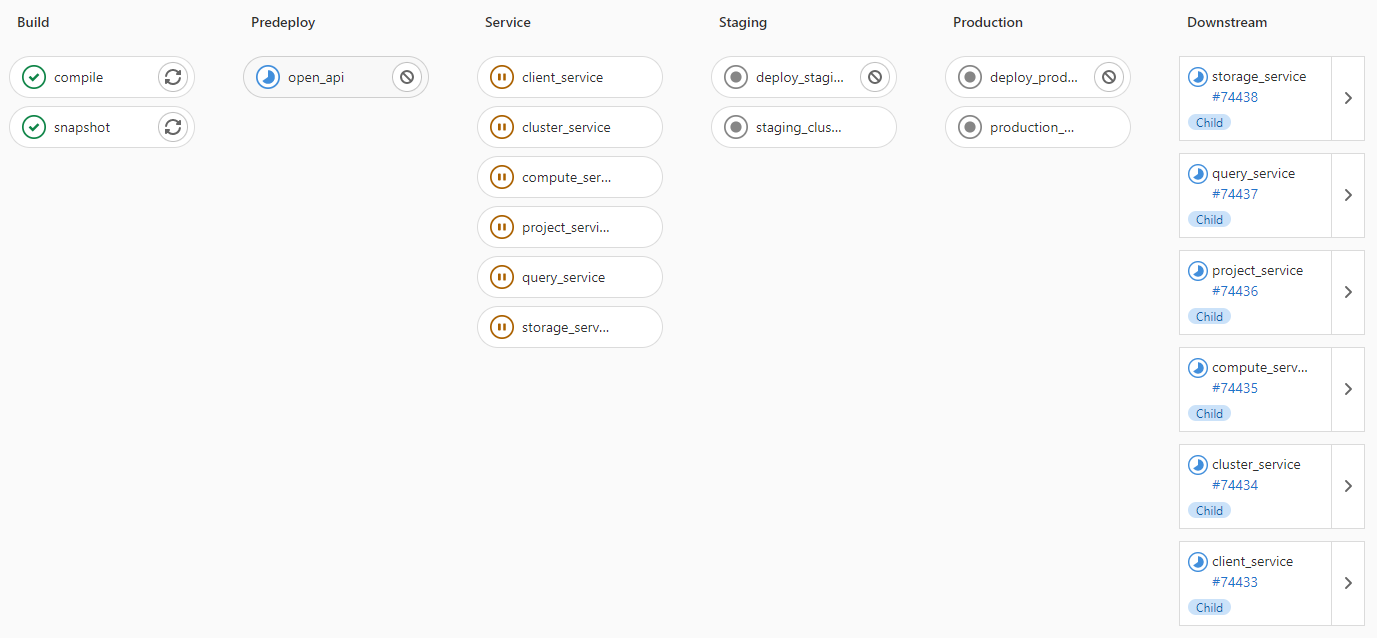 Build
compile
snapshot
Predeploy
open_api
Service
client_service
cluster_service
compute_ser...
project_servi...
query_service
storage_serv...
Staging
deploy_stagi...
staging_clus...
Production
deploy_prod...
production_...
Downstream
storage_service
#74438
Child
query_service
#74437
Child
project_service
#74436
Child
compute_serv...
#74435
Child
cluster_service
#74434
Child
client_service
#74433
Child